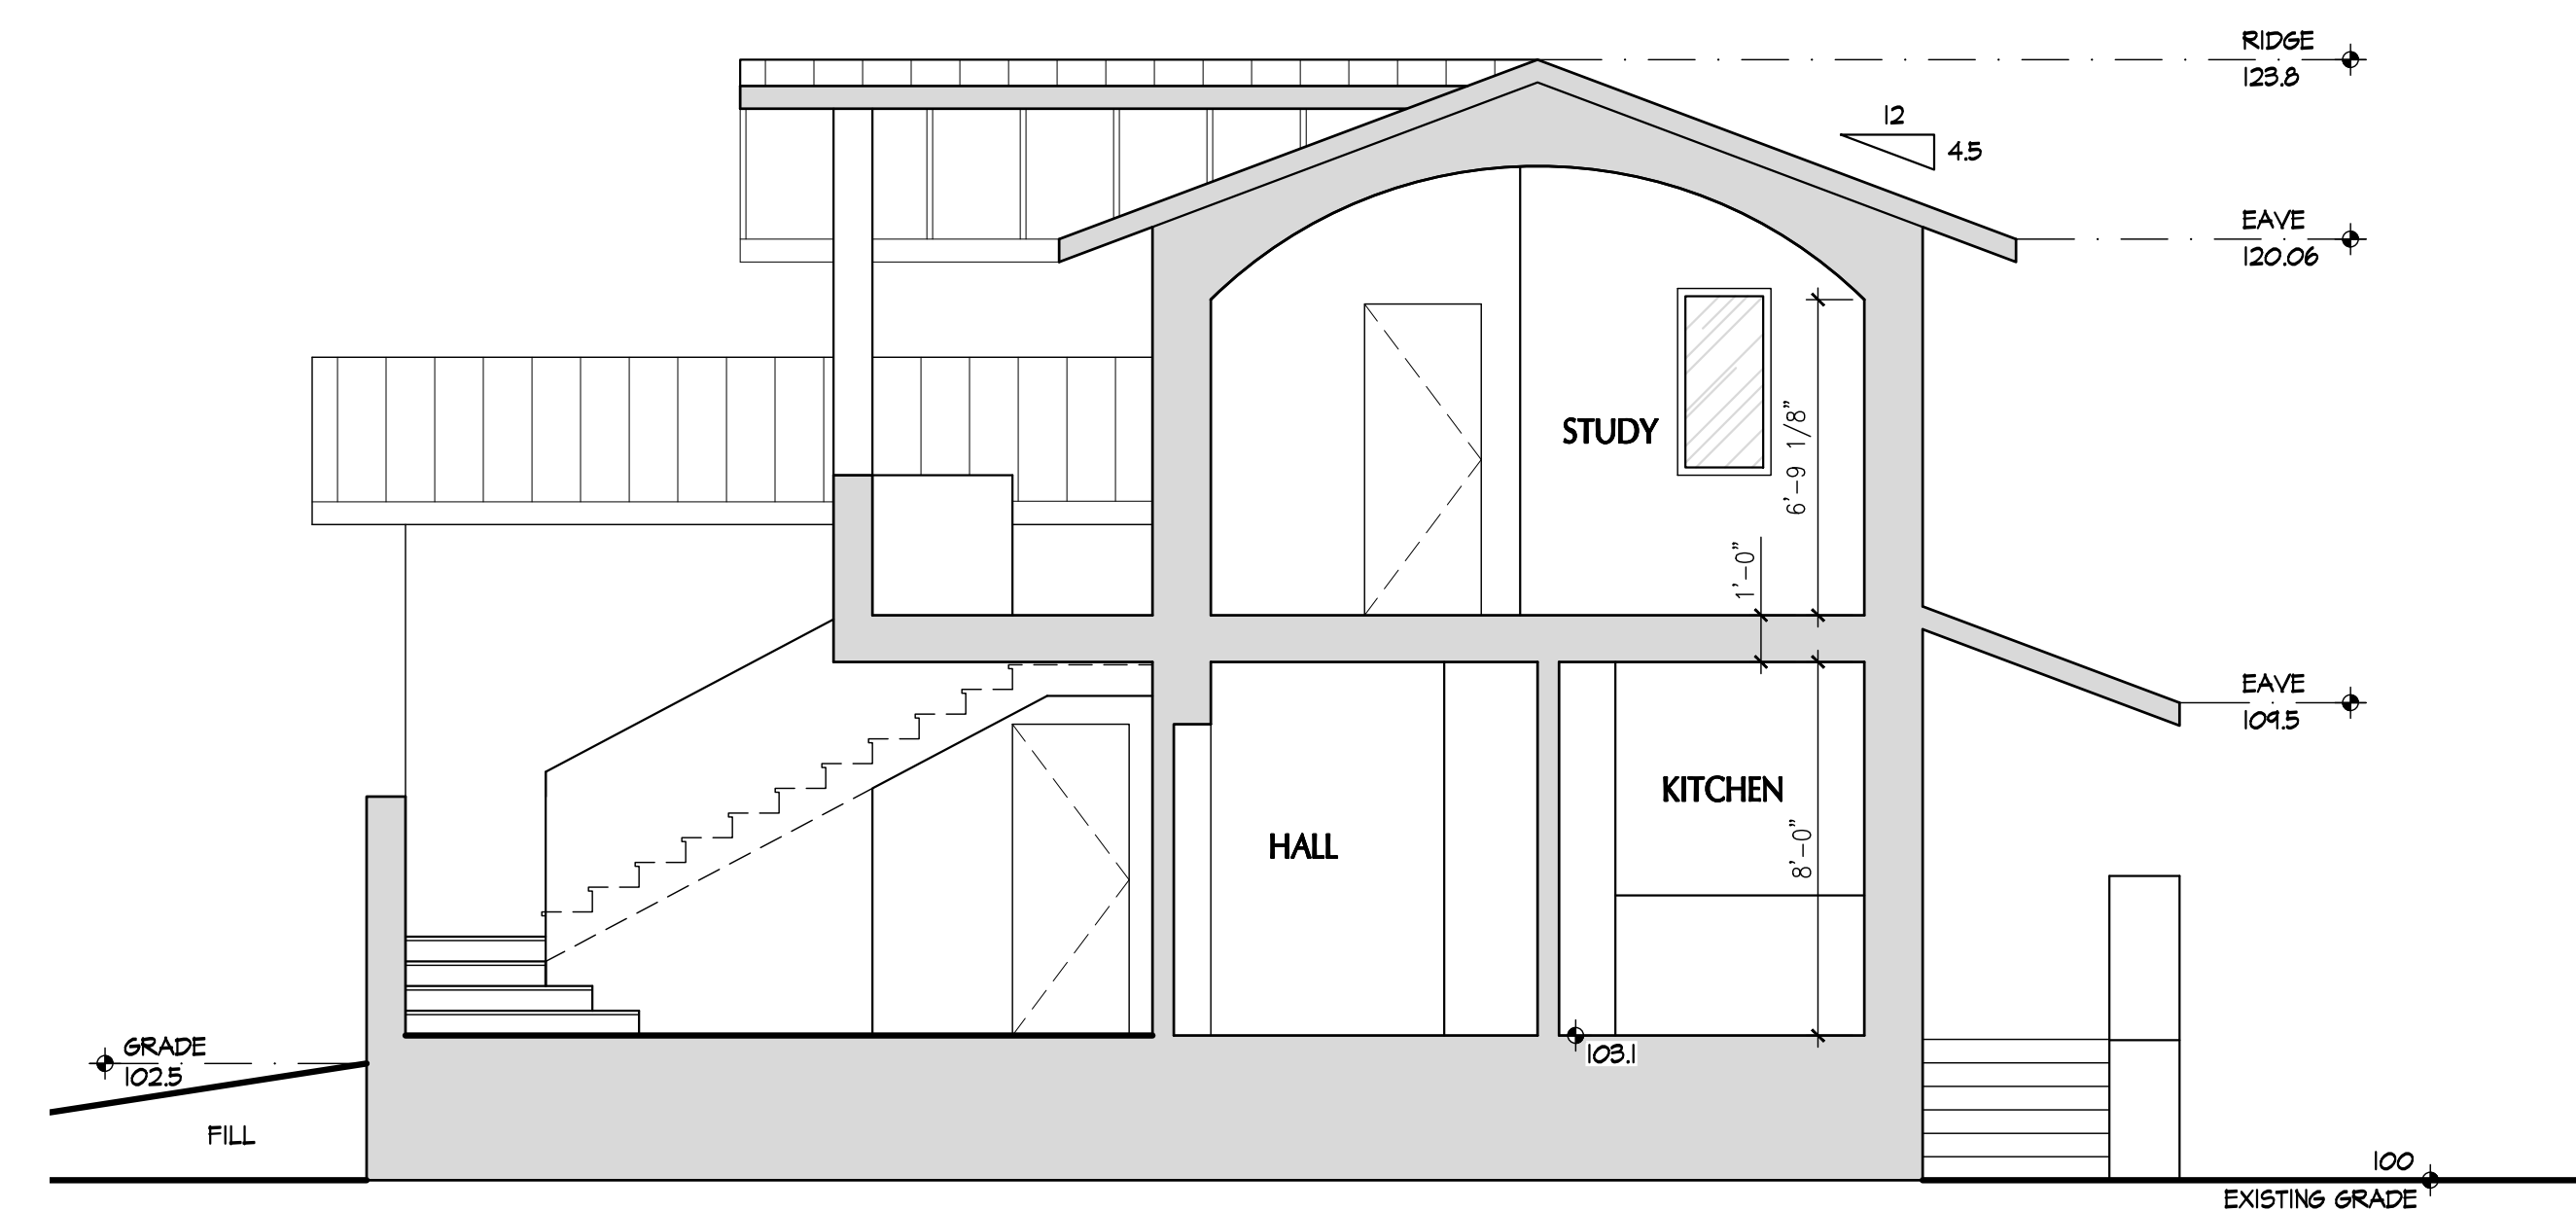 RIDGE
123.8
12
4.5
EAVE
120.06
STUDY
6'-9 1/8"
1'-0"
EAVE
109.5
KITCHEN
HALL
8'-0"
GRADE
102.5
103.1
FILL
100
EXISTING GRADE